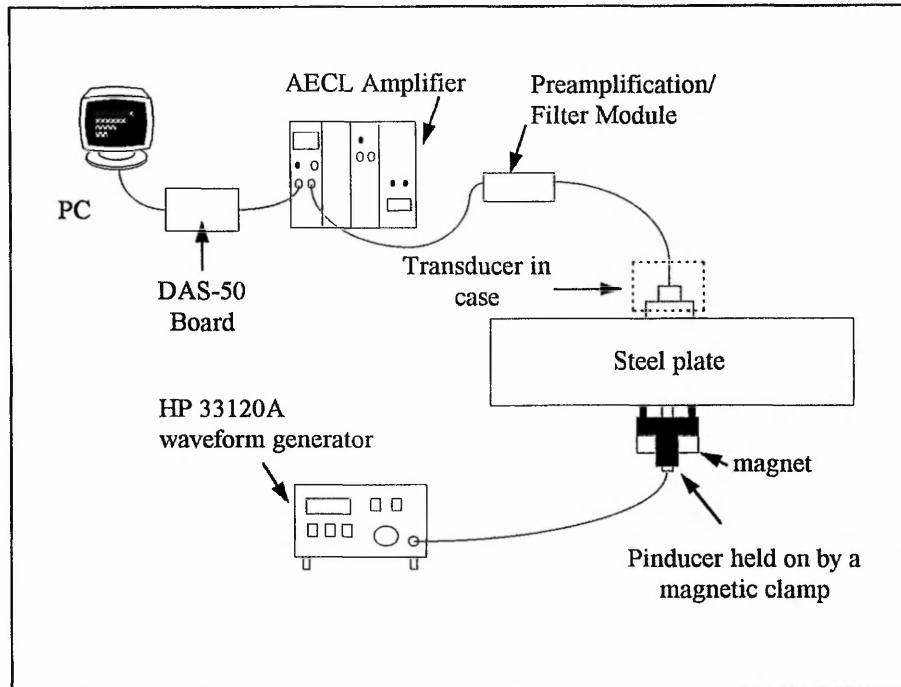 AECL Amplifier
Preamplification/
Filter Module
PC
DAS-50
Board
Transducer in
case
Steel plate
HP 33120A
waveform generator
magnet
Pinducer held on by a
magnetic clamp